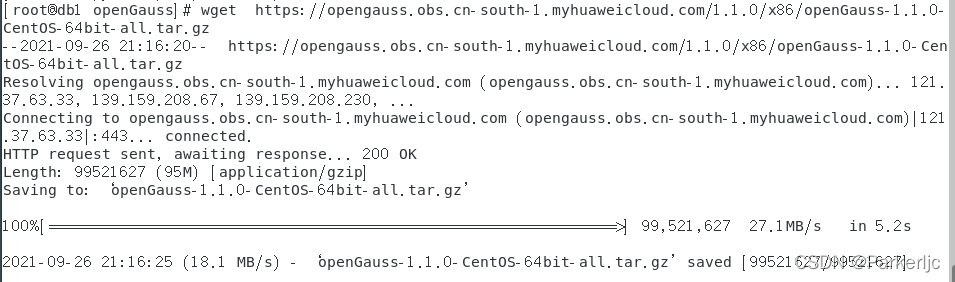 [root@db1 openGauss]# wget  https://opengauss.obs.cn-south-1.myhuaweicloud.com/1.1.0/x86/openGauss-1.1.0-
CentOS-64bit-all.tar.gz
--2021-09-26 21:16:20--  https://opengauss.obs.cn-south-1.myhuaweicloud.com/1.1.0/x86/openGauss-1.1.0-Cen
tOS-64bit-all.tar.gz
Resolving opengauss.obs.cn-south-1.myhuaweicloud.com (opengauss.obs.cn-south-1.myhuaweicloud.com)... 121.
37.63.33, 139.159.208.67, 139.159.208.230, ...
Connecting to opengauss.obs.cn-south-1.myhuaweicloud.com (opengauss.obs.cn-south-1.myhuaweicloud.com)|121
.37.63.33|:443... connected.
HTTP request sent, awaiting response... 200 OK
Length: 99521627 (95M) [application/gzip]
Saving to: ‘openGauss-1.1.0-CentOS-64bit-all.tar.gz’
100%[======================================================================>] 99,521,627  27.1MB/s   in 5.2s
2021-09-26 21:16:25 (18.1 MB/s) - ‘openGauss-1.1.0-CentOS-64bit-all.tar.gz’ saved [99521627/99521627]
CSDN @Parkerljc